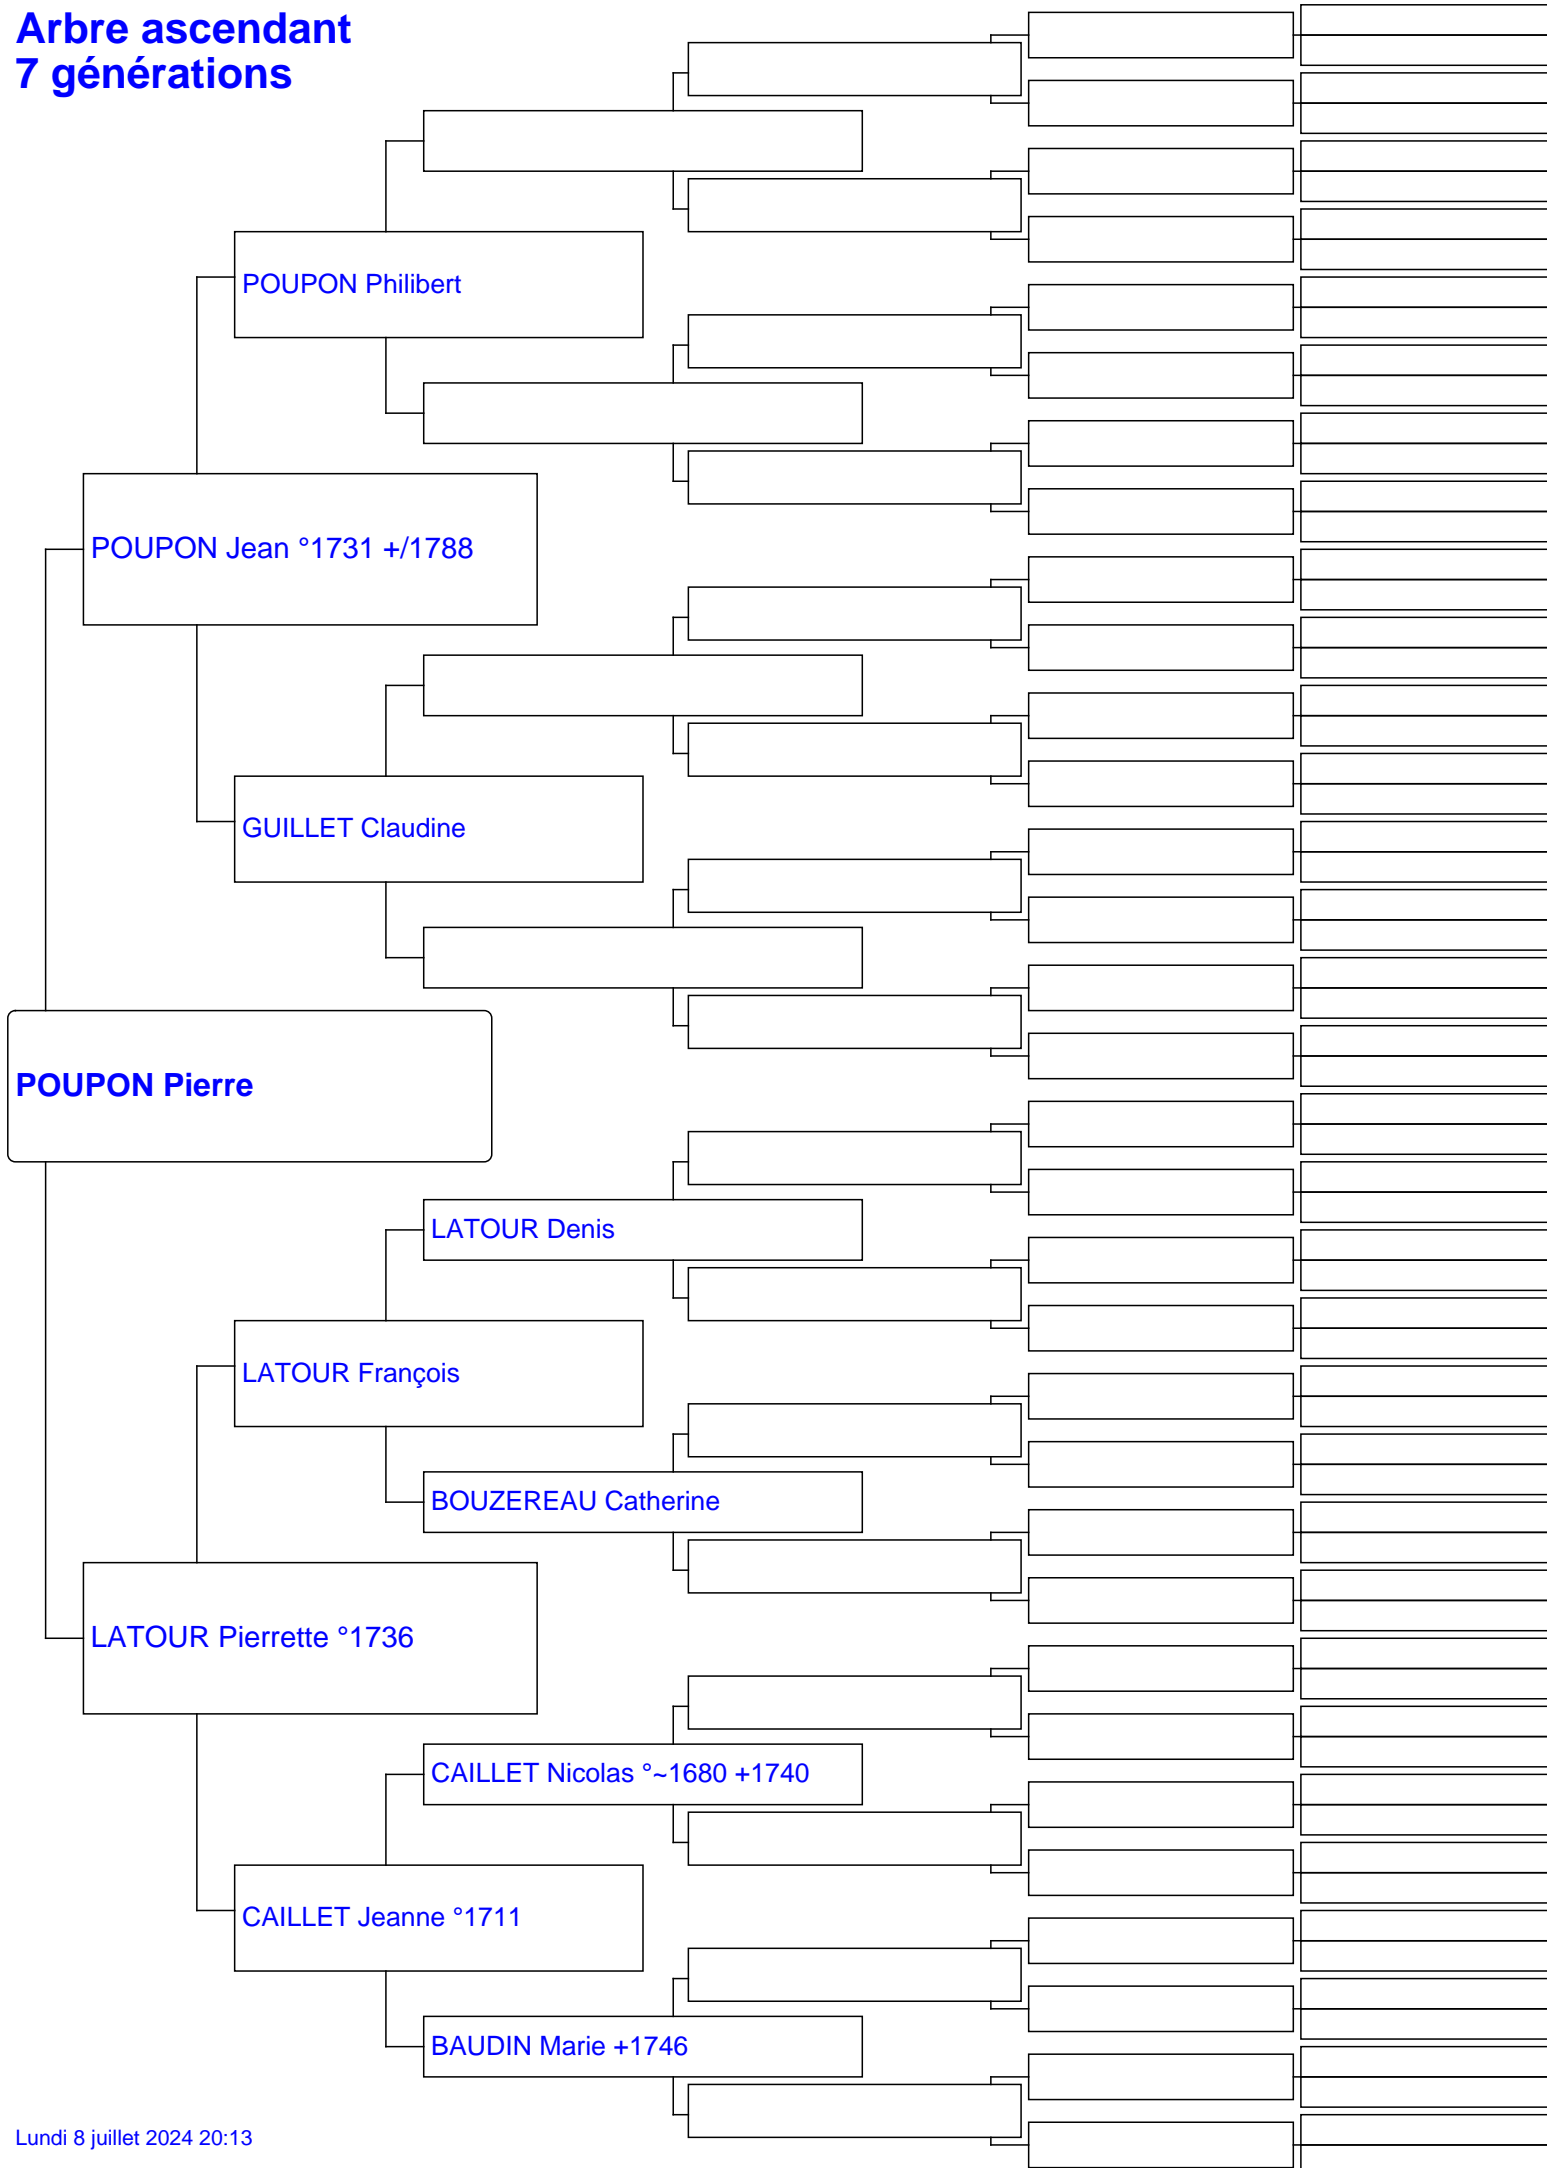 Arbre ascendant
7 générations
POUPON Philibert
POUPON Jean °1731 +/1788
GUILLET Claudine
POUPON Pierre
LATOUR Denis
LATOUR François
BOUZEREAU Catherine
LATOUR Pierrette °1736
CAILLET Nicolas °~1680 +1740
CAILLET Jeanne °1711
BAUDIN Marie +1746
Lundi 8 juillet 2024 20:13